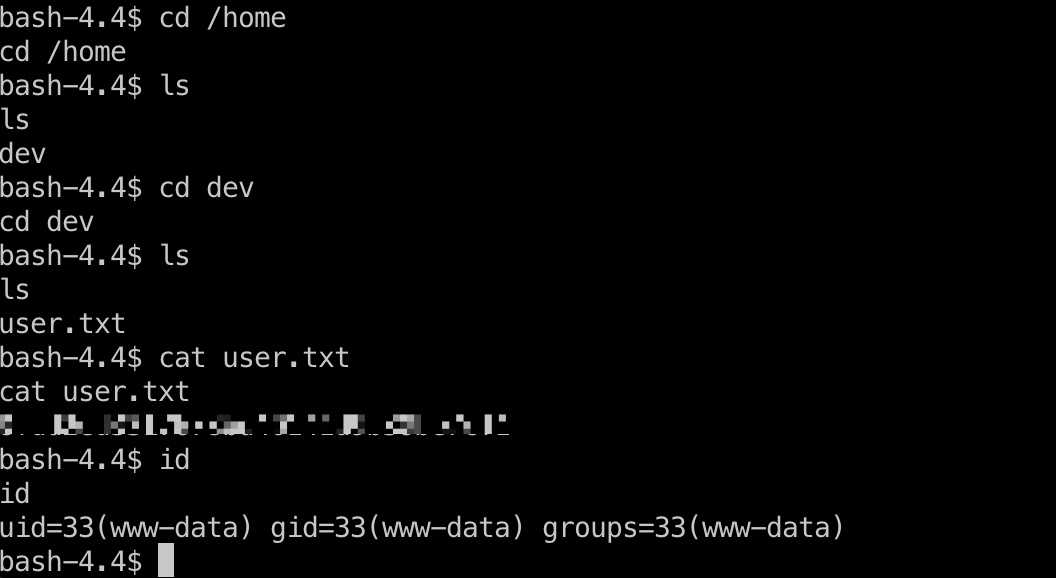 bash-4.4$ cd /home
cd /home
bash-4.4$ ls
ls
dev
bash-4.4$ cd dev
cd dev
bash-4.4$ ls
ls
user.txt
bash-4.4$ cat user.txt
cat user.txt
bash-4.4$ id
id
uid=33(www-data) gid=33(www-data) groups=33(www-data)
bash-4.4$